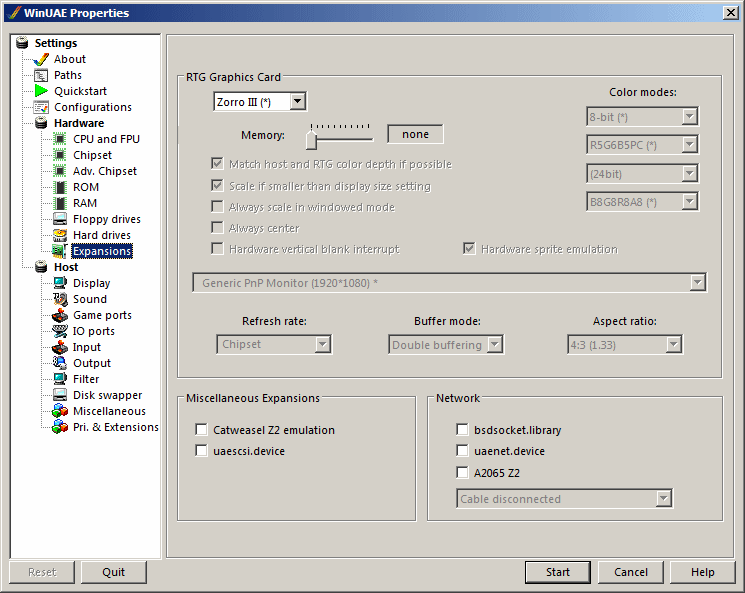 WinUAE Properties
Settings
About
Paths
Quickstart
Configurations
Hardware
CPU and FPU
Chipset
Adv. Chipset
ROM
RAM
Floppy drives
Hard drives
Expansions
Host
Display
Sound
Game ports
IO ports
Input
Output
Filter
Disk swapper
Miscellaneous
Pri. & Extensions
RTG Graphics Card
Zorro III (*)
Memory:
none
Match host and RTG color depth if possible
Scale if smaller than display size setting
Always scale in windowed mode
Always center
Hardware vertical blank interrupt
Hardware sprite emulation
Color modes:
8-bit (*)
R5G6B5PC (*)
(24bit)
B8G8R8A8 (*)
Generic PnP Monitor (1920*1080) *
Refresh rate:
Buffer mode:
Aspect ratio:
Chipset
Double buffering
4:3 (1.33)
Miscellaneous Expansions
Catweasel Z2 emulation
uaescsi.device
Network
bsdsocket.library
uaenet.device
A2065 Z2
Cable disconnected
Reset
Quit
Start
Cancel
Help